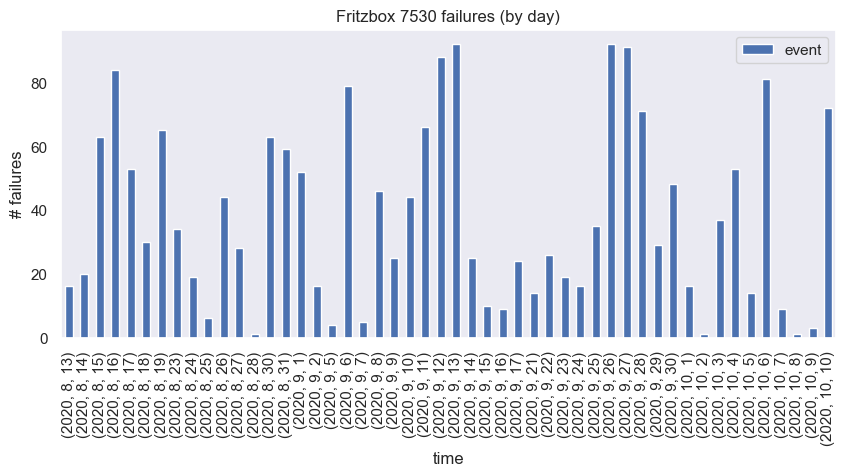 Fritzbox 7530 failures (by day)
event
# failures
80
60
40
20
0
(2020, 8, 13)
(2020, 8, 14)
(2020, 8, 15)
(2020, 8, 16)
(2020, 8, 17)
(2020, 8, 18)
(2020, 8, 19)
(2020, 8, 23)
(2020, 8, 24)
(2020, 8, 25)
(2020, 8, 26)
(2020, 8, 27)
(2020, 8, 28)
(2020, 8, 30)
(2020, 8, 31)
(2020, 9, 1)
(2020, 9, 2)
(2020, 9, 5)
(2020, 9, 6)
(2020, 9, 7)
(2020, 9, 8)
(2020, 9, 9)
(2020, 9, 10)
(2020, 9, 11)
(2020, 9, 12)
(2020, 9, 13)
(2020, 9, 14)
(2020, 9, 15)
(2020, 9, 16)
(2020, 9, 17)
(2020, 9, 21)
(2020, 9, 22)
(2020, 9, 23)
(2020, 9, 24)
(2020, 9, 25)
(2020, 9, 26)
(2020, 9, 27)
(2020, 9, 28)
(2020, 9, 29)
(2020, 9, 30)
(2020, 10, 1)
(2020, 10, 2)
(2020, 10, 3)
(2020, 10, 4)
(2020, 10, 5)
(2020, 10, 6)
(2020, 10, 7)
(2020, 10, 8)
(2020, 10, 9)
(2020, 10, 10)
time